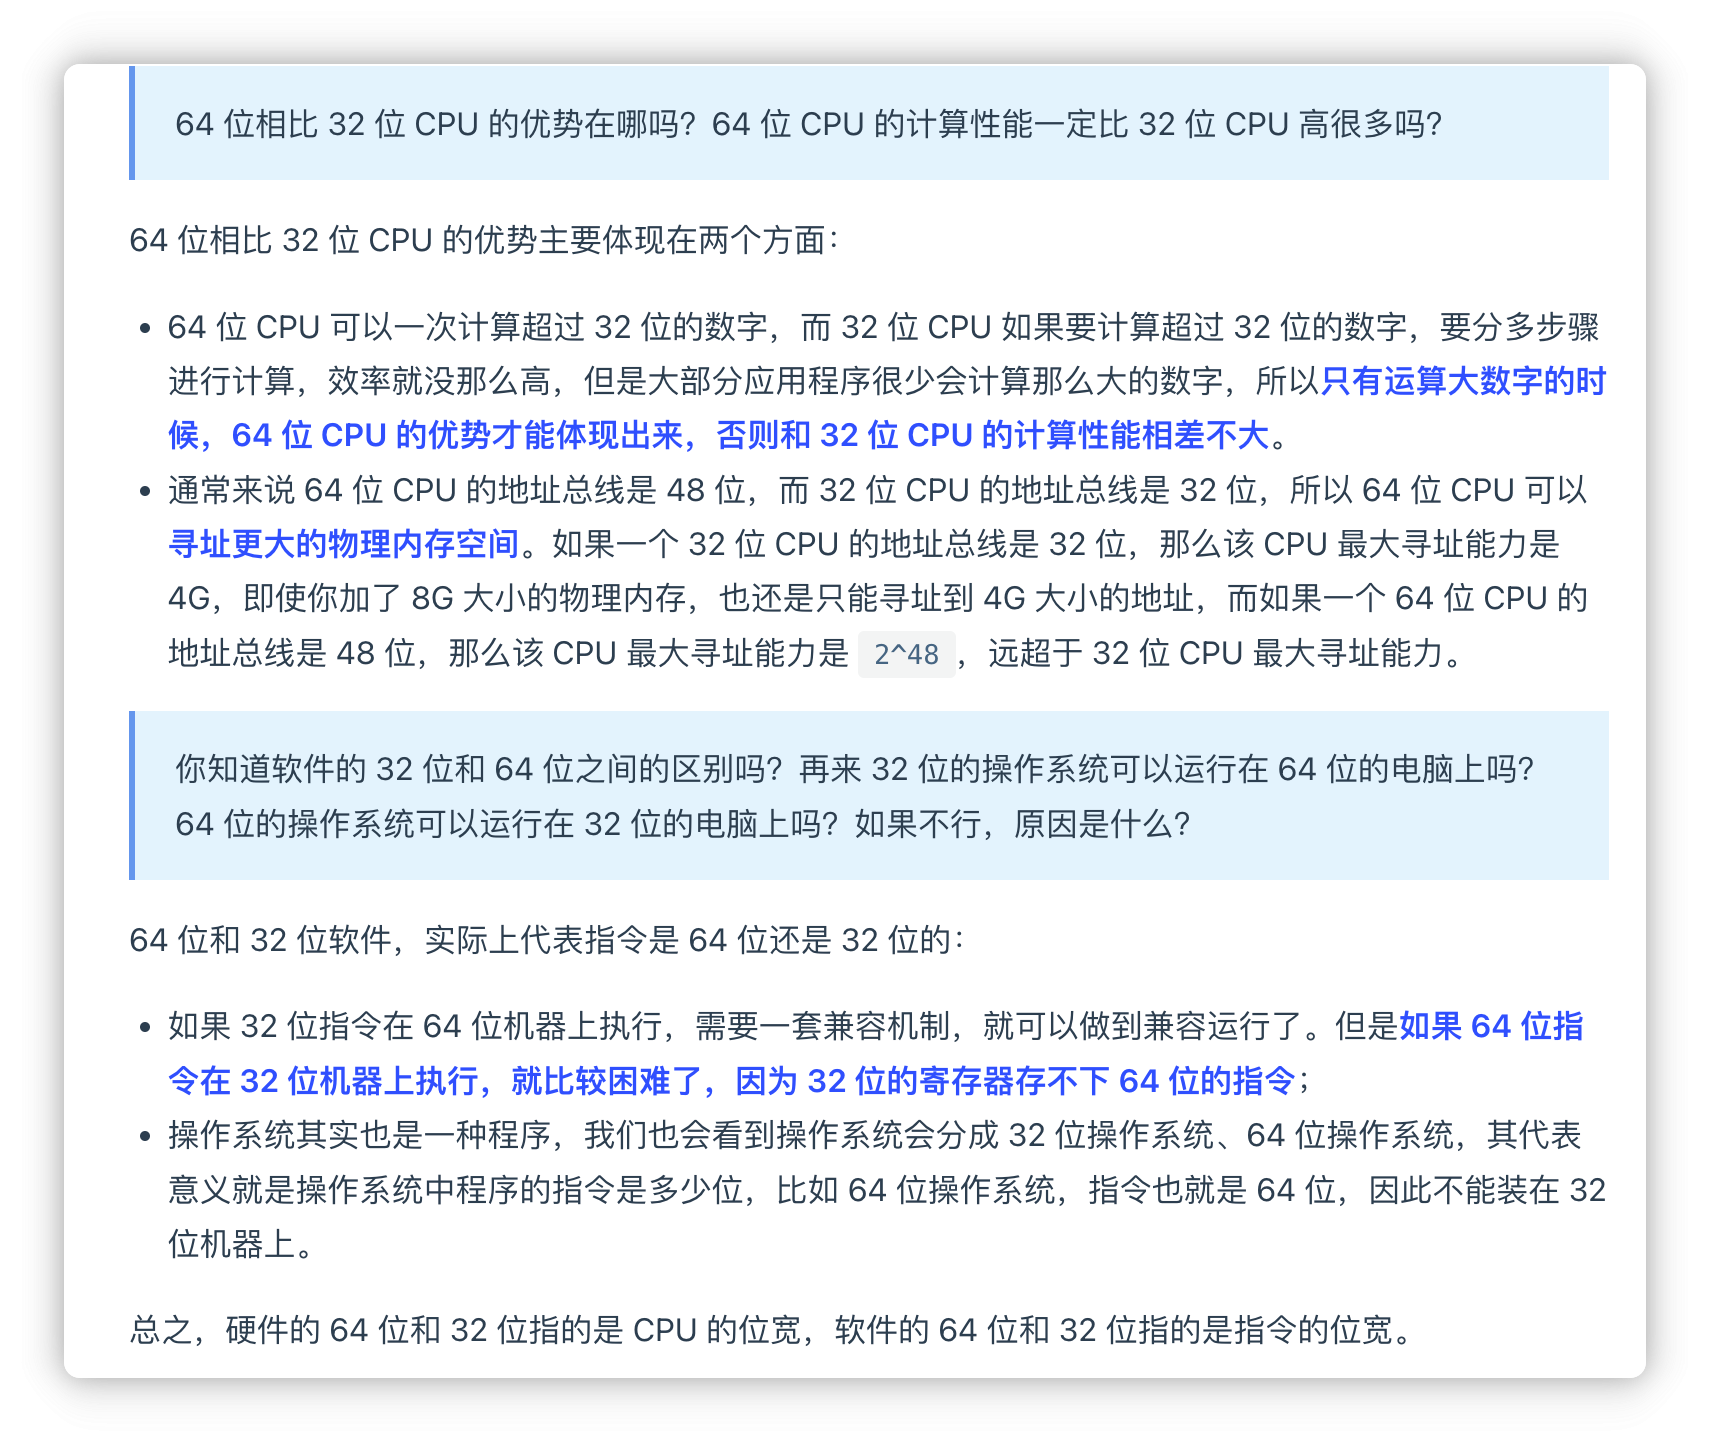 64 位相比 32 位 CPU 的优势在哪吗？64 位 CPU 的计算性能一定比 32 位 CPU 高很多吗？
64 位相比 32 位 CPU 的优势主要体现在两个方面：
• 64 位 CPU 可以一次计算超过 32 位的数字，而 32 位 CPU 如果要计算超过 32 位的数字，要分多步骤
进行计算，效率就没那么高，但是大部分应用程序很少会计算那么大的数字，所以只有运算大数字的时
候，64 位 CPU 的优势才能体现出来，否则和 32 位 CPU 的计算性能相差不大。
• 通常来说 64 位 CPU 的地址总线是 48 位，而 32 位 CPU 的地址总线是 32 位，所以 64 位 CPU 可以
寻址更大的物理内存空间。如果一个 32 位 CPU 的地址总线是 32 位，那么该 CPU 最大寻址能力是
4G，即使你加了 8G 大小的物理内存，也还是只能寻址到 4G 大小的地址，而如果一个 64 位 CPU 的
地址总线是 48 位，那么该 CPU 最大寻址能力是 2^48，远超于 32 位 CPU 最大寻址能力。
你知道软件的 32 位和 64 位之间的区别吗？再来 32 位的操作系统可以运行在 64 位的电脑上吗？
64 位的操作系统可以运行在 32 位的电脑上吗？如果不行，原因是什么？
64 位和 32 位软件，实际上代表指令是 64 位还是 32 位的：
• 如果 32 位指令在 64 位机器上执行，需要一套兼容机制，就可以做到兼容运行了。但是如果 64 位指
令在 32 位机器上执行，就比较困难了，因为 32 位的寄存器存不下 64 位的指令；
• 操作系统其实也是一种程序，我们也会看到操作系统会分成 32 位操作系统、64 位操作系统，其代表
意义就是操作系统中程序的指令是多少位，比如 64 位操作系统，指令也就是 64 位，因此不能装在 32
位机器上。
总之，硬件的 64 位和 32 位指的是 CPU 的位宽，软件的 64 位和 32 位指的是指令的位宽。